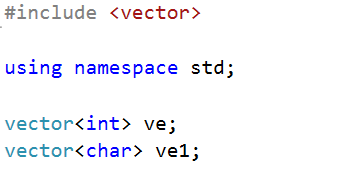 #include <vector>
using namespace std;
vector<int> ve;
vector<char> ve1;